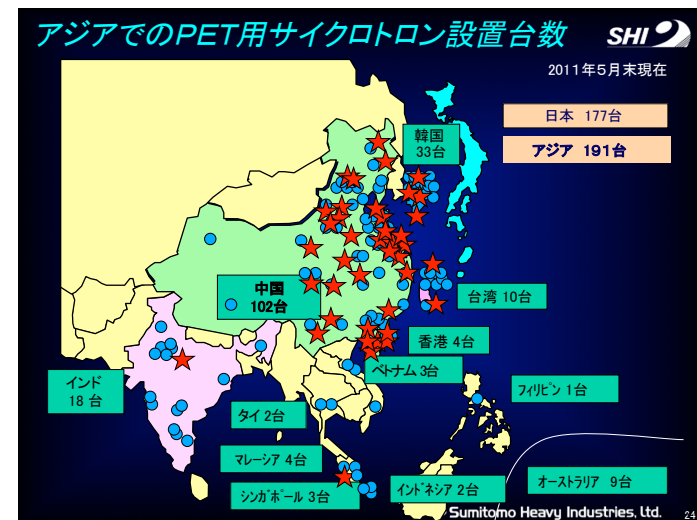 アジアでのPET用サイクロトロン設置台数
SHI
2011年5月末現在
日本 177台
アジア 191台
韓国
33台
中国
102台
台湾 10台
香港 4台
ベトナム 3台
インド
18 台
フィリピン 1台
タイ 2台
マレーシア 4台
シンガポール 3台
インドネシア 2台
オーストラリア 9台
Sumitomo Heavy Industries, Ltd.
24